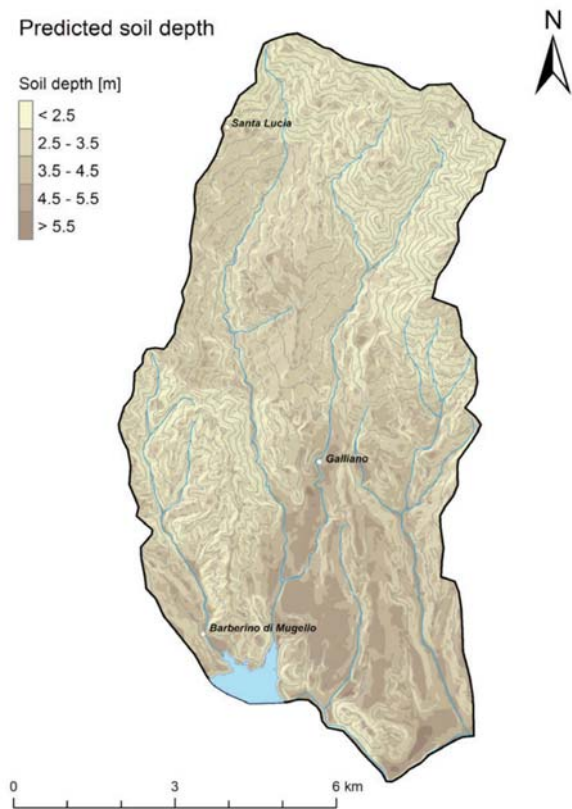 Predicted soil depth
N
Soil depth [m]
< 2.5
2.5 - 3.5
3.5 - 4.5
4.5 - 5.5
> 5.5
Santa Lucia
Galliano
Barberino di Mugello
0 3 6 km